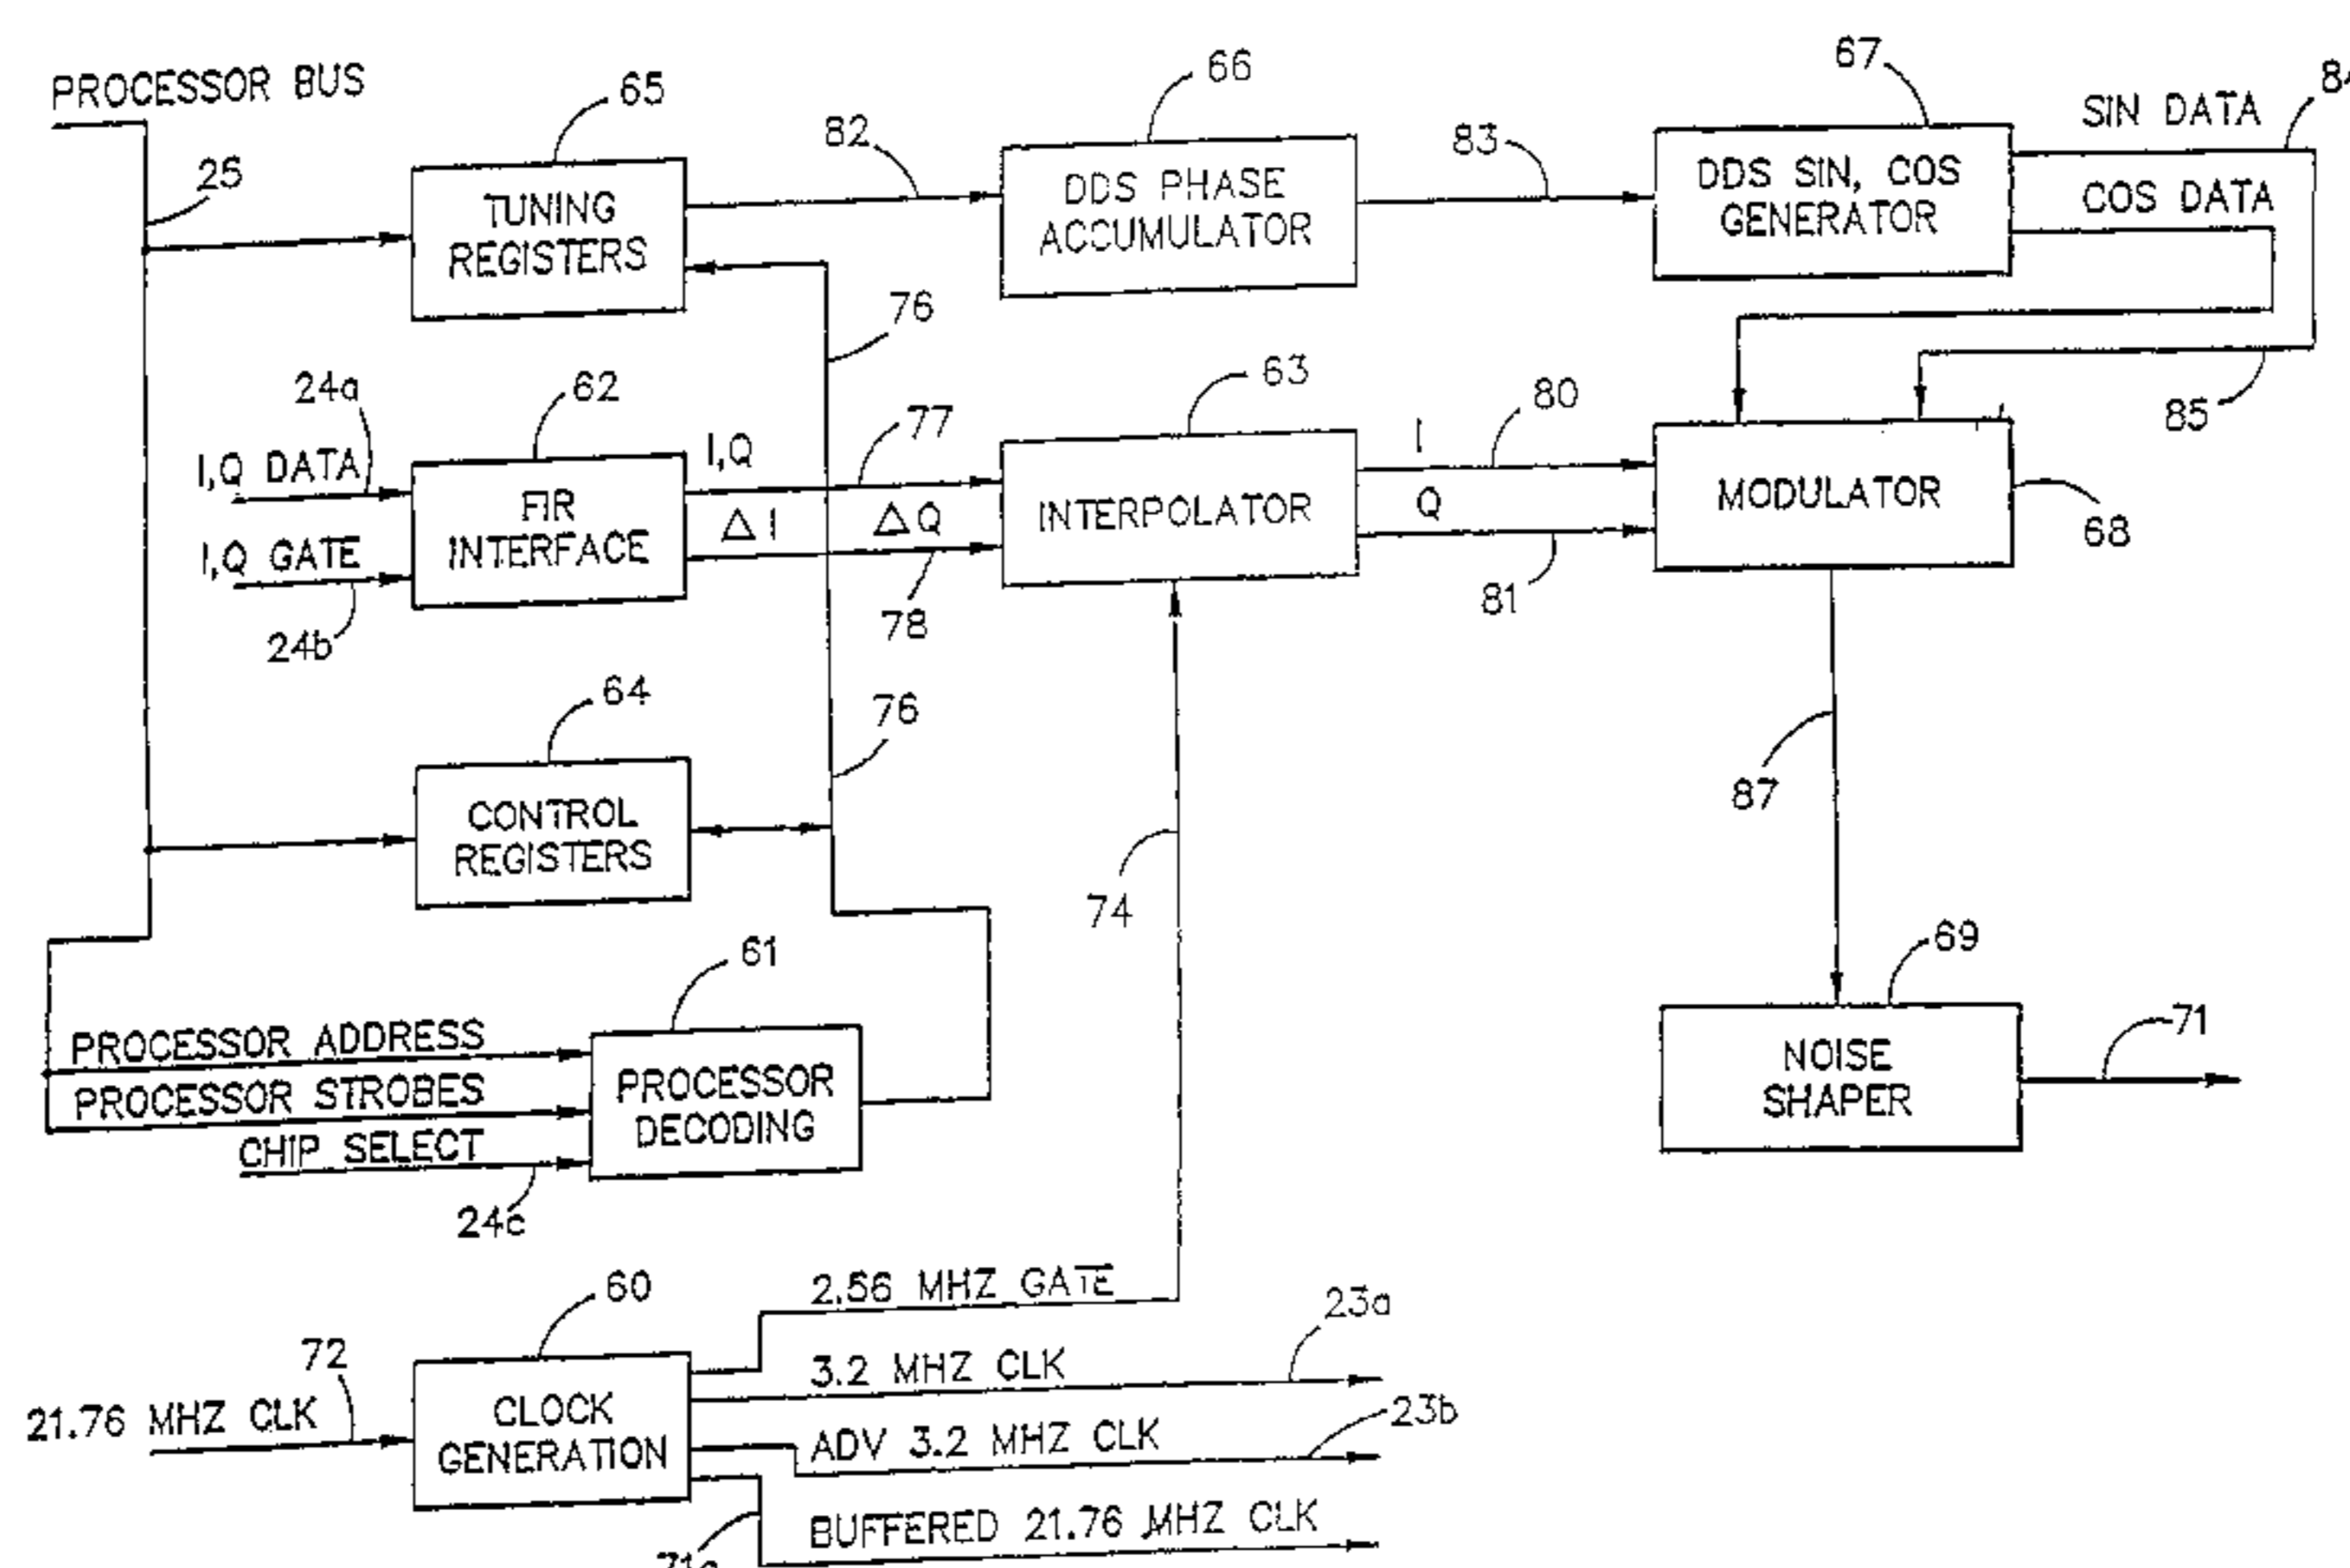 PROCESSOR BUS
25
65
TUNING
REGISTERS
82
66
DDS PHASE
ACCUMULATOR
83
67
DDS SIN, COS
GENERATOR
SIN DATA
COS DATA
85
76
24a
I,Q DATA
I,Q GATE
24b
62
FIR
INTERFACE
I,Q
77
ΔI ΔQ
78
63
INTERPOLATOR
I
80
Q
81
MODULATOR
68
64
CONTROL
REGISTERS
76
74
87
61
PROCESSOR ADDRESS
PROCESSOR STROBES
CHIP SELECT
24c
PROCESSOR
DECODING
69
NOISE
SHAPER
71
60
72
21.76 MHZ CLK
CLOCK
GENERATION
2.56 MHZ GATE
3.2 MHZ CLK
23a
ADV 3.2 MHZ CLK
23b
BUFFERED 21.76 MHZ CLK